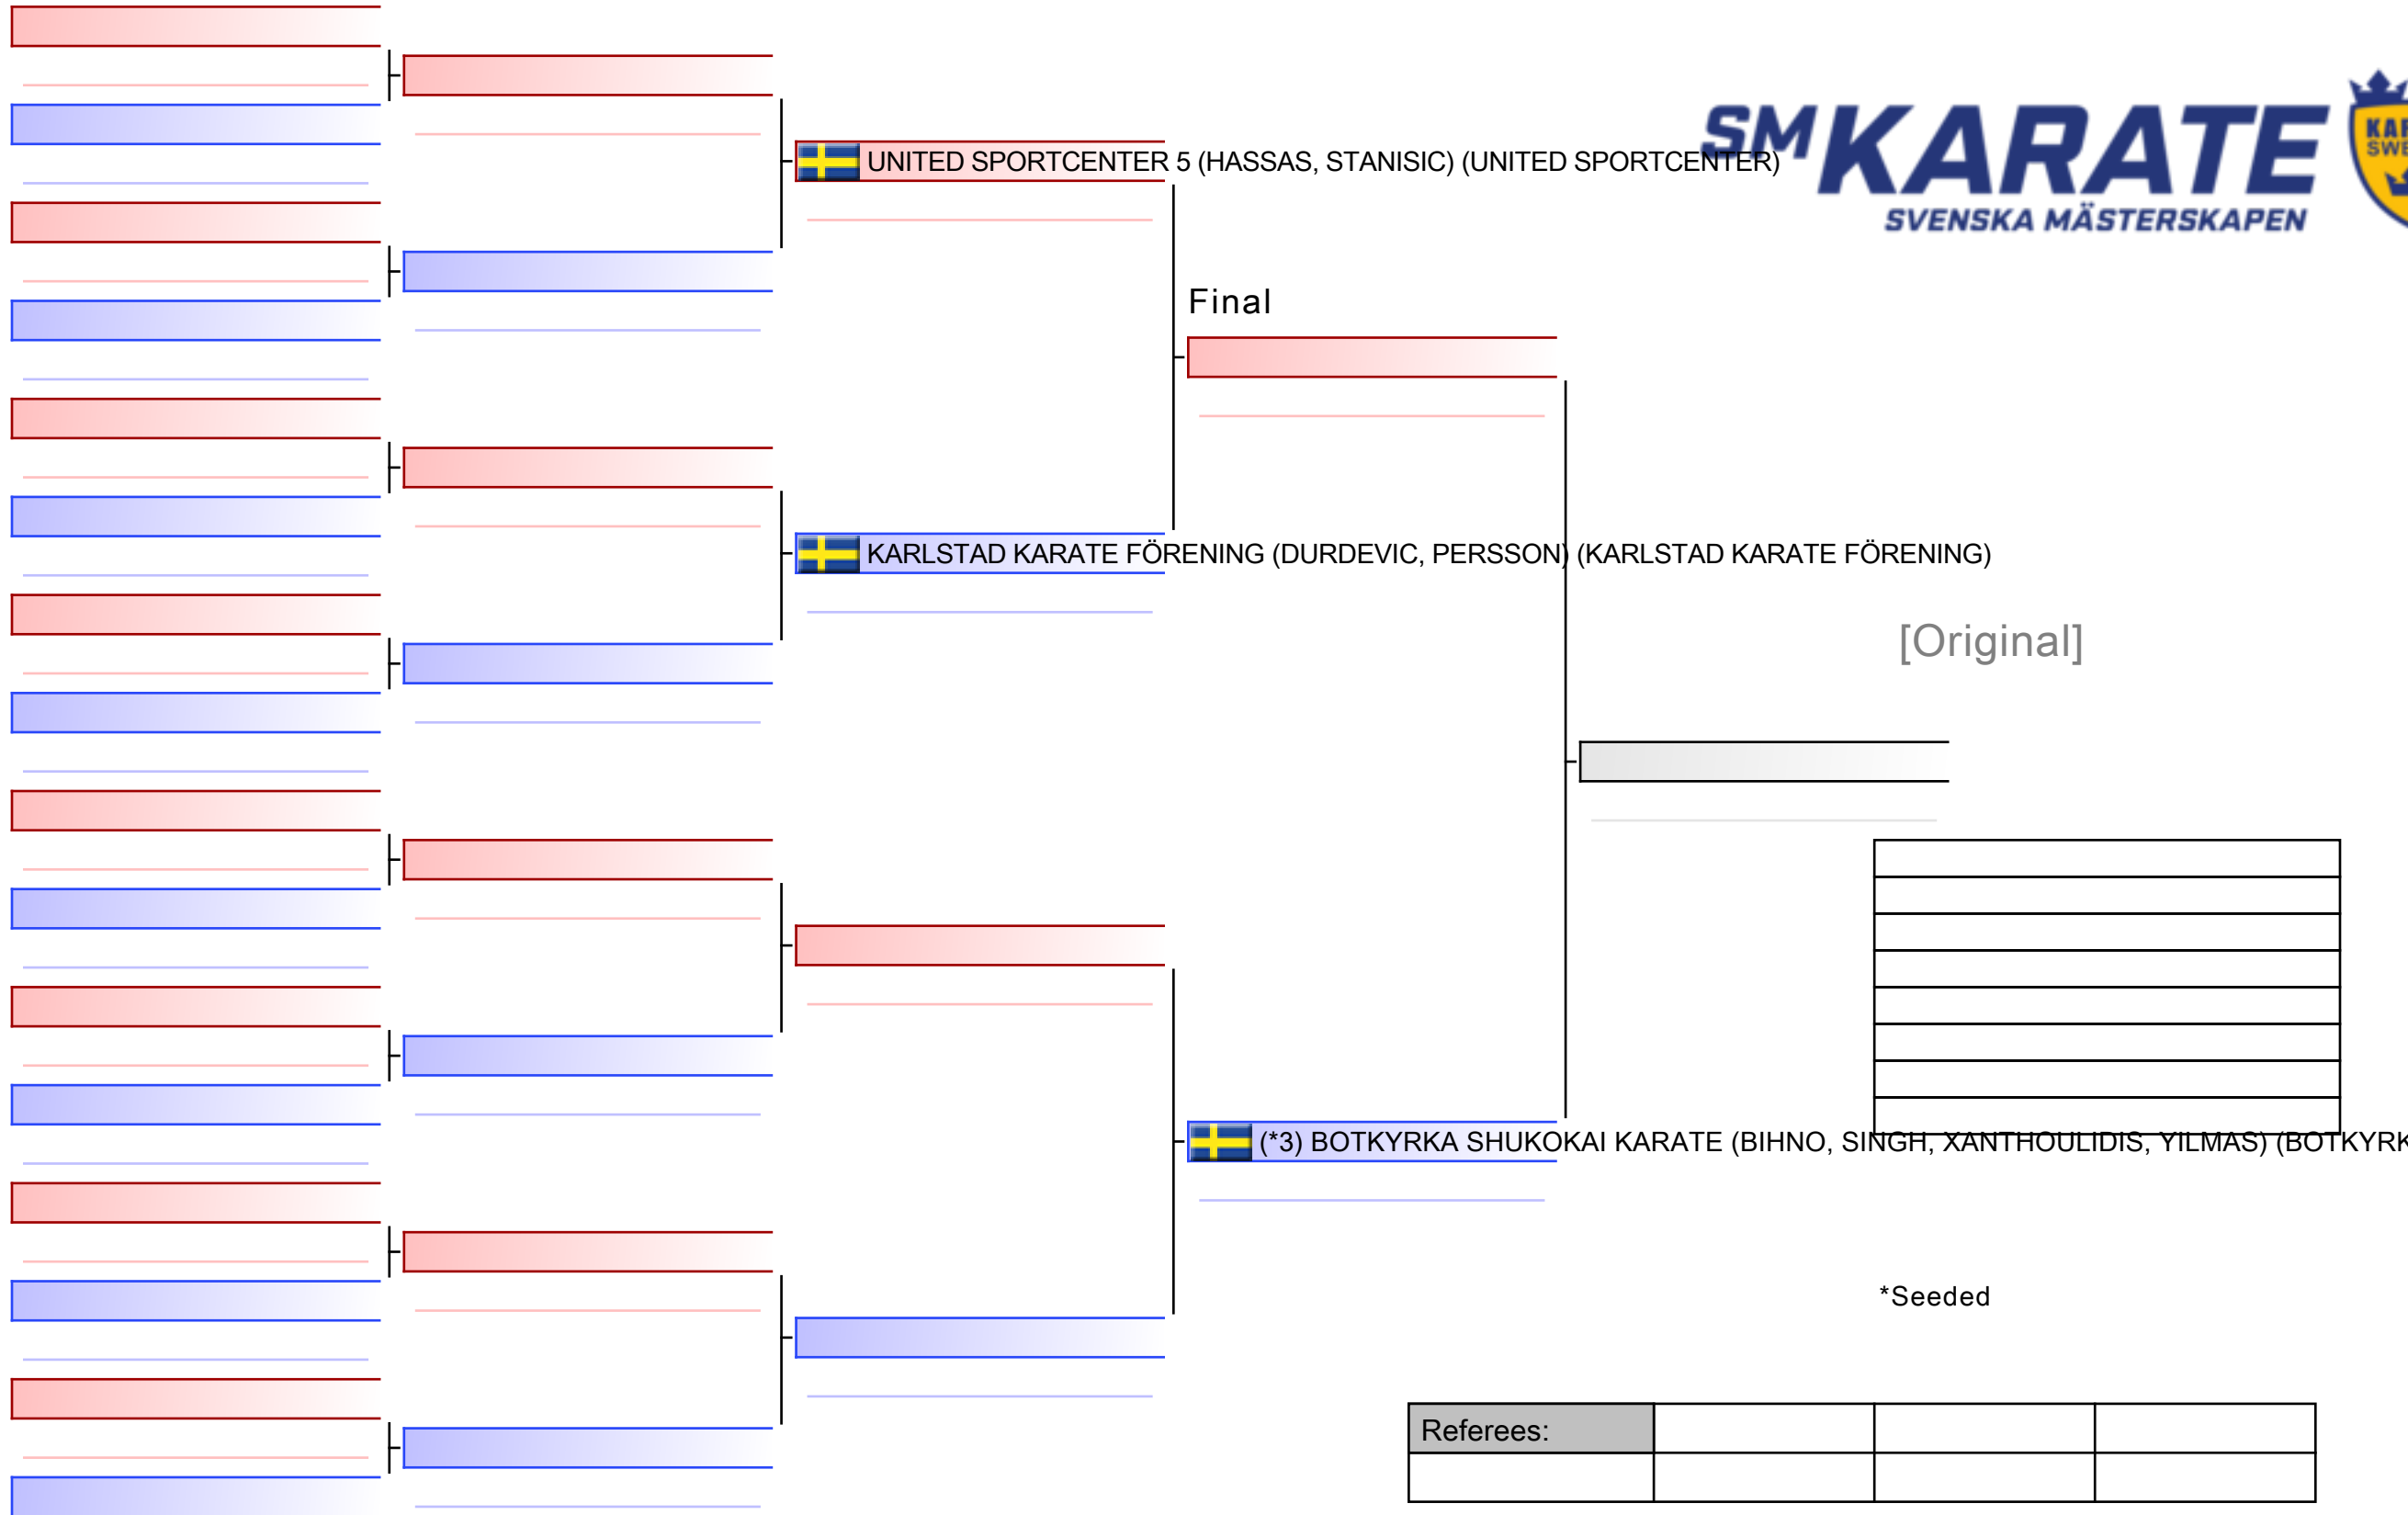 SM KARATE
SVENSKA MÄSTERSKAPEN
UNITED SPORTCENTER 5 (HASSAS, STANISIC) (UNITED SPORTCENTER)
Final
KARLSTAD KARATE FÖRENING (DURDEVIC, PERSSON) (KARLSTAD KARATE FÖRENING)
[Original]
(*3) BOTKYRKA SHUKOKAI KARATE (BIHNO, SINGH, XANTHOULIDIS, YILMAS)
*Seeded
Referees: